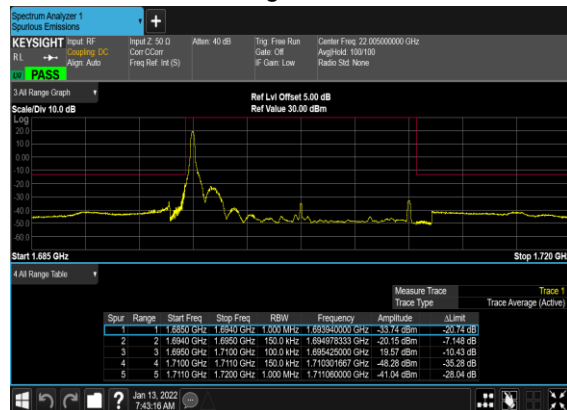 Spectrum Analyzer 1
Spurious Emissions
+
KEYSIGHT Input: RF Input Z: 50 Ω Atten: 40 dB Trig: Free Run Center Freq: 22.005000000 GHz
RL Coupling: DC Corr CCorr Gate: Off Avg|Hold: 100/100
Align: Auto Freq Ref: Int (S) IF Gain: Low Radio Std: None
LXI PASS
3 All Range Graph
Ref Lvl Offset 5.00 dB
Scale/Div 10.0 dB Ref Value 30.00 dBm
Log
20.0
10.0
0.00
-10.0
-20.0
-30.0
-40.0
-50.0
-60.0
Start 1.685 GHz Stop 1.720 GH
4 All Range Table
Measure Trace Trace 1
Trace Type Trace Average (Active)
Spur Range Start Freq Stop Freq RBW Frequency Amplitude ΔLimit
1 1 1.6850 GHz 1.6940 GHz 1.000 MHz 1.693940000 GHz -33.74 dBm -20.74 dB
2 2 1.6940 GHz 1.6950 GHz 150.0 kHz 1.694978333 GHz -20.15 dBm -7.148 dB
3 3 1.6950 GHz 1.7100 GHz 100.0 kHz 1.695425000 GHz 19.57 dBm -10.43 dB
4 4 1.7100 GHz 1.7110 GHz 150.0 kHz 1.710301667 GHz -48.28 dBm -35.28 dB
5 5 1.7110 GHz 1.7200 GHz 1.000 MHz 1.711060000 GHz -41.04 dBm -28.04 dB
? Jan 13, 2022
7:43:16 AM